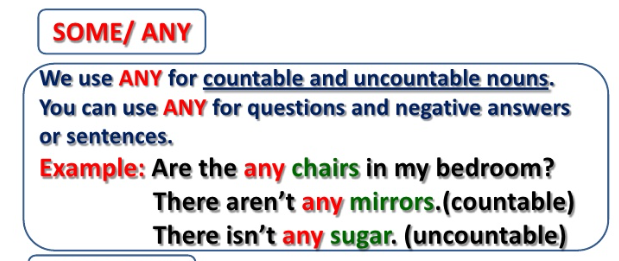 SOME/ ANY
We use ANY for countable and uncountable nouns.
You can use ANY for questions and negative answers
or sentences.
Example: Are the any chairs in my bedroom?
There aren’t any mirrors.(countable)
There isn’t any sugar. (uncountable)